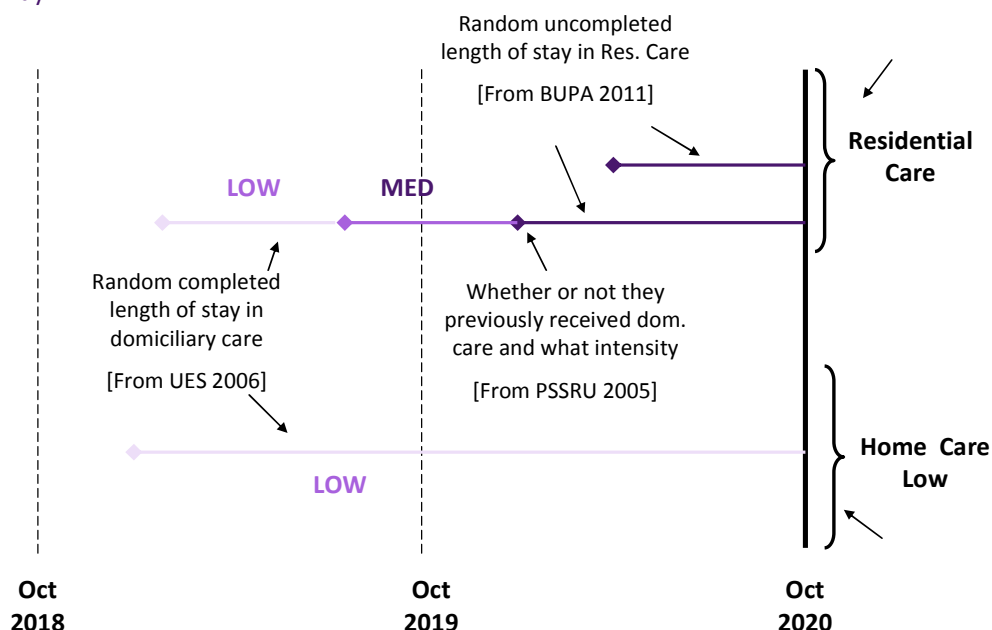 Random uncompleted
length of stay in Res. Care
[From BUPA 2011]
Residential
Care
LOW
MED
Random completed
length of stay in
domiciliary care
[From UES 2006]
Whether or not they
previously received dom.
care and what intensity
[From PSSRU 2005]
Home Care
Low
LOW
Oct
2018
Oct
2019
Oct
2020